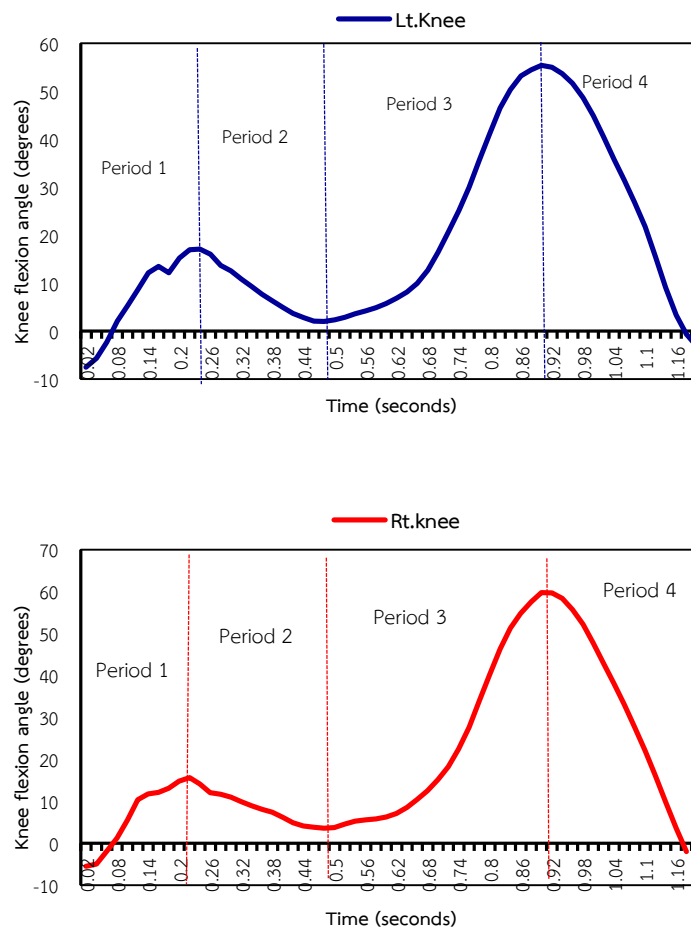 Lt.Knee
60
50
40
30
20
10
0
-10
Knee flexion angle (degrees)
Period 1
Period 2
Period 3
Period 4
0.02 0.08 0.14 0.2 0.26 0.32 0.38 0.44 0.5 0.56 0.62 0.68 0.74 0.8 0.86 0.92 0.98 1.04 1.1 1.16
Time (seconds)
Rt.knee
70
60
50
40
30
20
10
0
-10
Knee flexion angle (degrees)
Period 1
Period 2
Period 3
Period 4
0.02 0.08 0.14 0.2 0.26 0.32 0.38 0.44 0.5 0.56 0.62 0.68 0.74 0.8 0.86 0.92 0.98 1.04 1.1 1.16
Time (seconds)